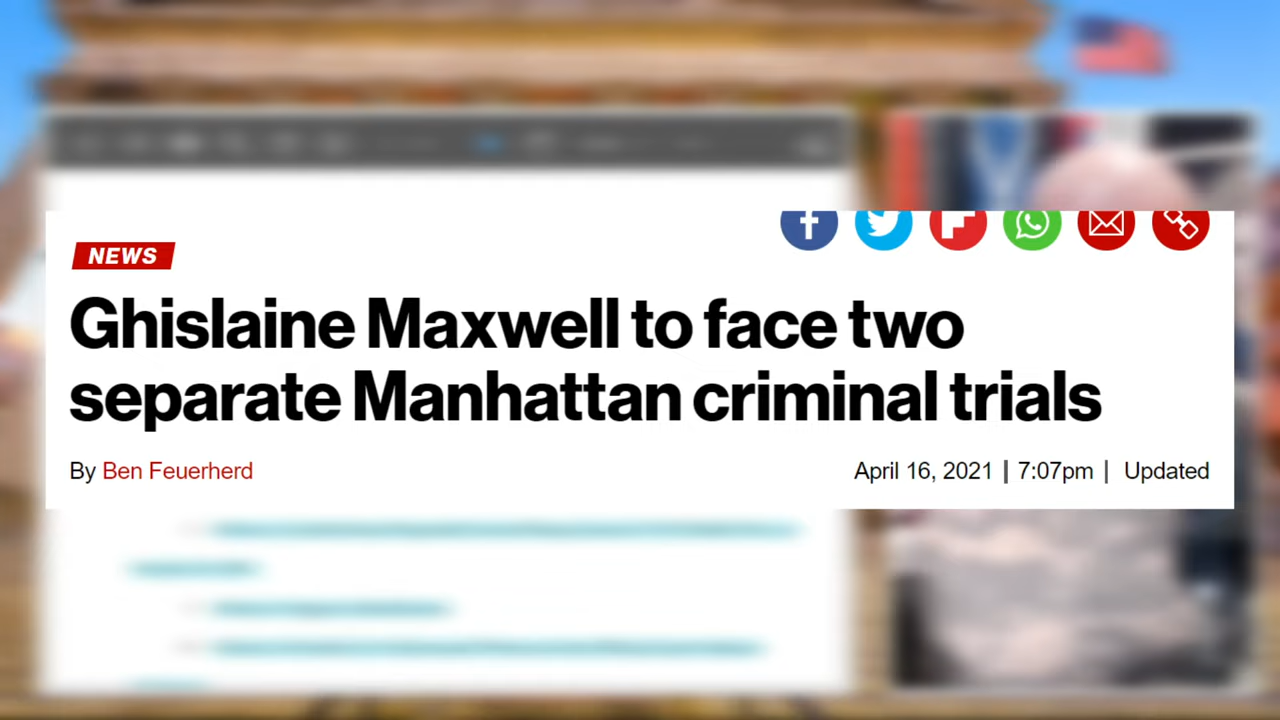 NEWS
Ghislaine Maxwell to face two
separate Manhattan criminal trials
By Ben Feuerherd
April 16, 2021 | 7:07pm | Updated